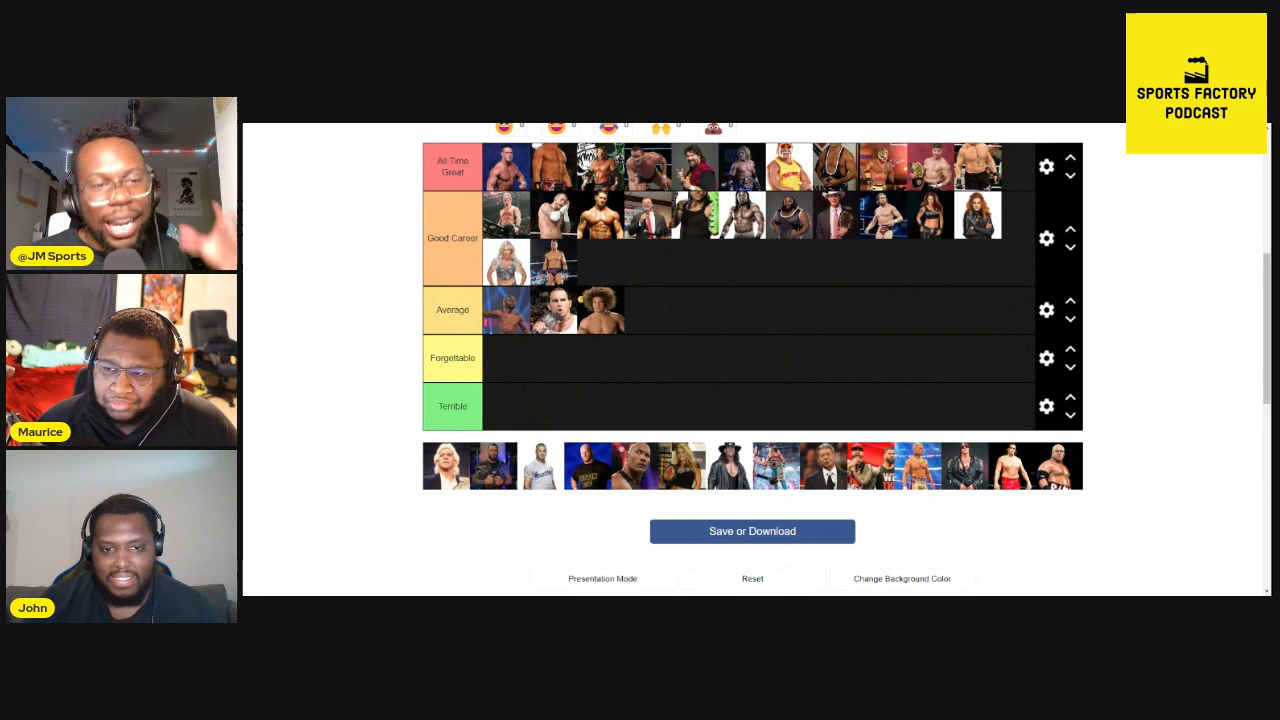 SPORTS FACTORY
PODCAST
@JM Sports
Maurice
John
All Time
Great
Good Career
Average
Forgettable
Terrible
Save or Download
Presentation Mode
Reset
Change Background Color